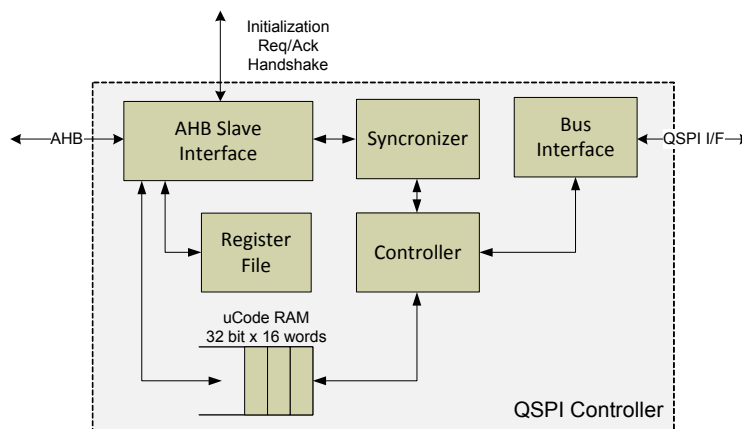 Initialization
Req/Ack
Handshake
AHB
AHB Slave
Interface
Syncronizer
Bus
Interface
QSPI I/F
Register
File
Controller
uCode RAM
32 bit x 16 words
QSPI Controller